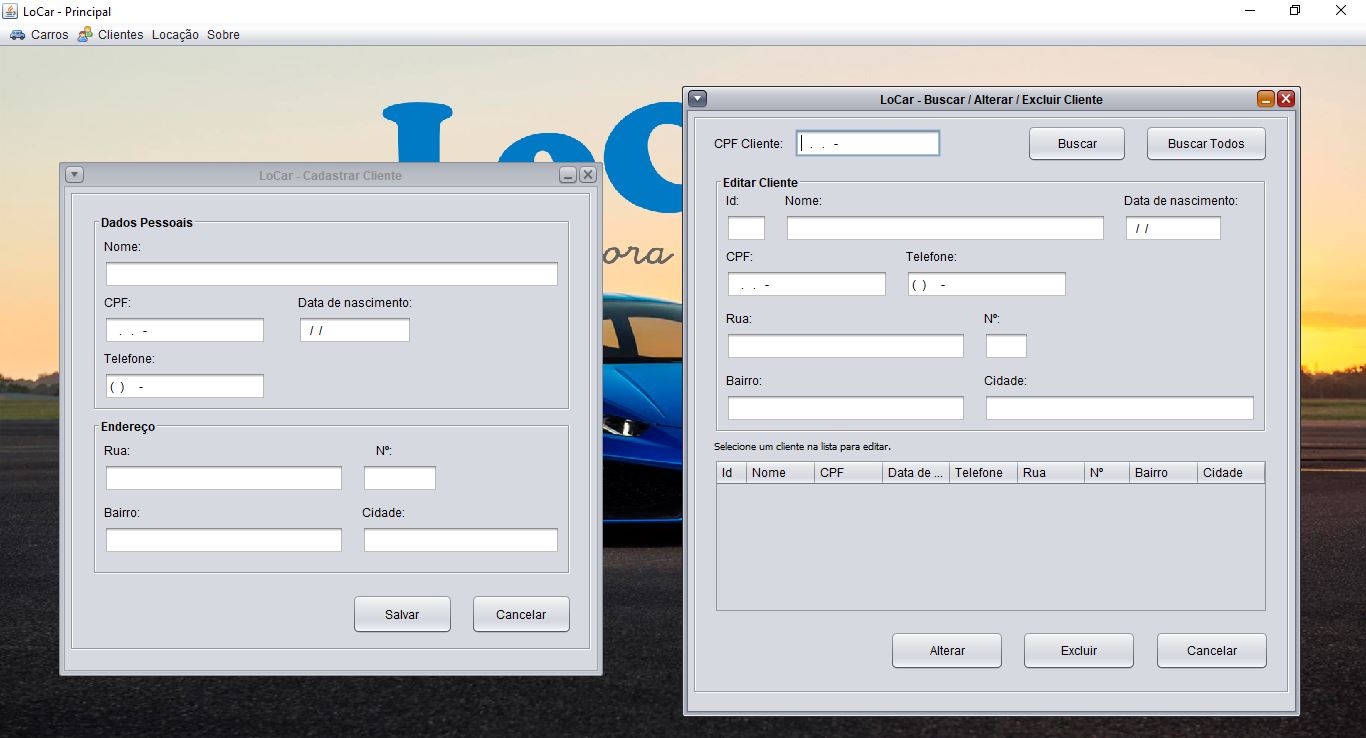 LoCar - Principal
Carros Clientes Locação Sobre
LoC
ora
LoCar - Cadastrar Cliente
Dados Pessoais
Nome:
CPF: Data de nascimento:
. . - / /
Telefone:
( ) -
Endereço
Rua: Nº:
Bairro: Cidade:
Salvar Cancelar
LoCar - Buscar / Alterar / Excluir Cliente
CPF Cliente: . . - Buscar Buscar Todos
Editar Cliente
Id: Nome: Data de nascimento:
/ /
CPF: Telefone:
. . - ( ) -
Rua: Nº:
Bairro: Cidade:
Selecione um cliente na lista para editar.
Id Nome CPF Data de ... Telefone Rua Nº Bairro Cidade
Alterar Excluir Cancelar